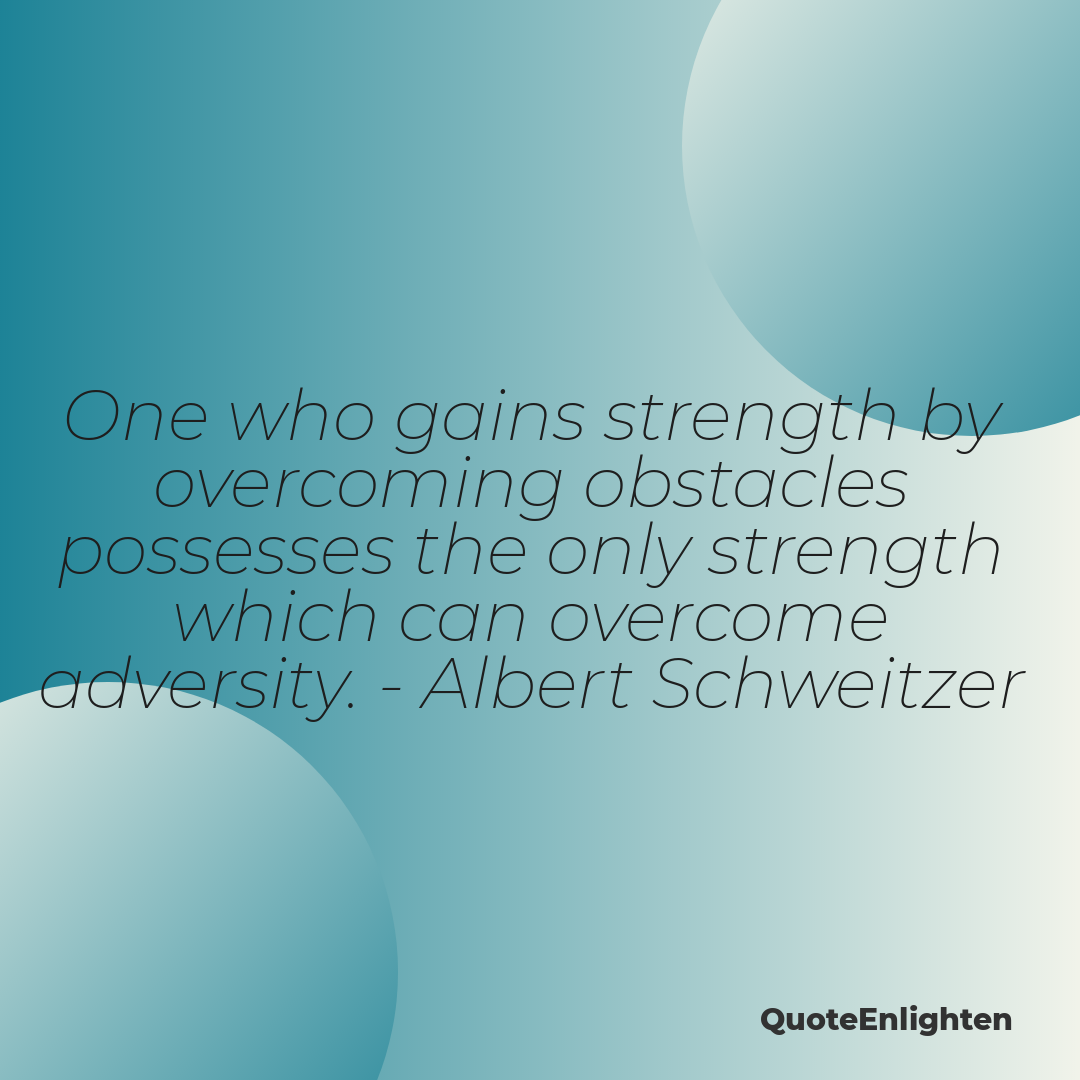 One who gains strength by
overcoming obstacles
possesses the only strength
which can overcome
adversity. - Albert Schweitzer
QuoteEnlighten